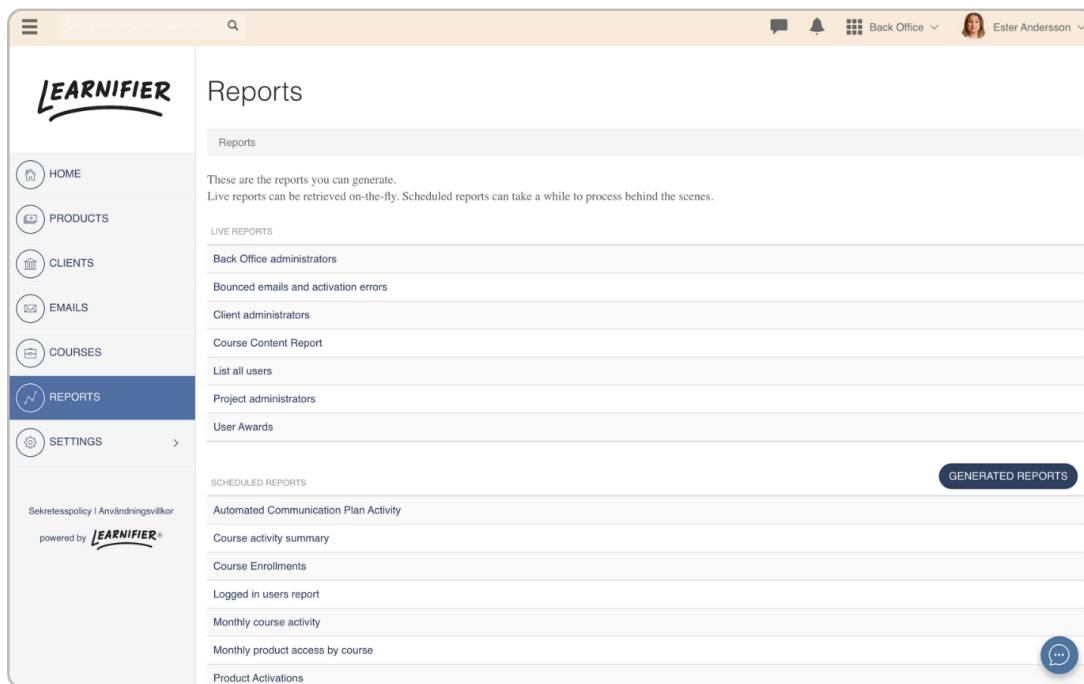 Back Office
Ester Andersson
LEARNIFIER
Reports
Reports
HOME
PRODUCTS
CLIENTS
EMAILS
COURSES
REPORTS
SETTINGS
Sekretesspolicy | Användningsvillkor
powered by LEARNIFIER®
These are the reports you can generate.
Live reports can be retrieved on-the-fly. Scheduled reports can take a while to process behind the scenes.
LIVE REPORTS
Back Office administrators
Bounced emails and activation errors
Client administrators
Course Content Report
List all users
Project administrators
User Awards
SCHEDULED REPORTS
GENERATED REPORTS
Automated Communication Plan Activity
Course activity summary
Course Enrollments
Logged in users report
Monthly course activity
Monthly product access by course
Product Activations